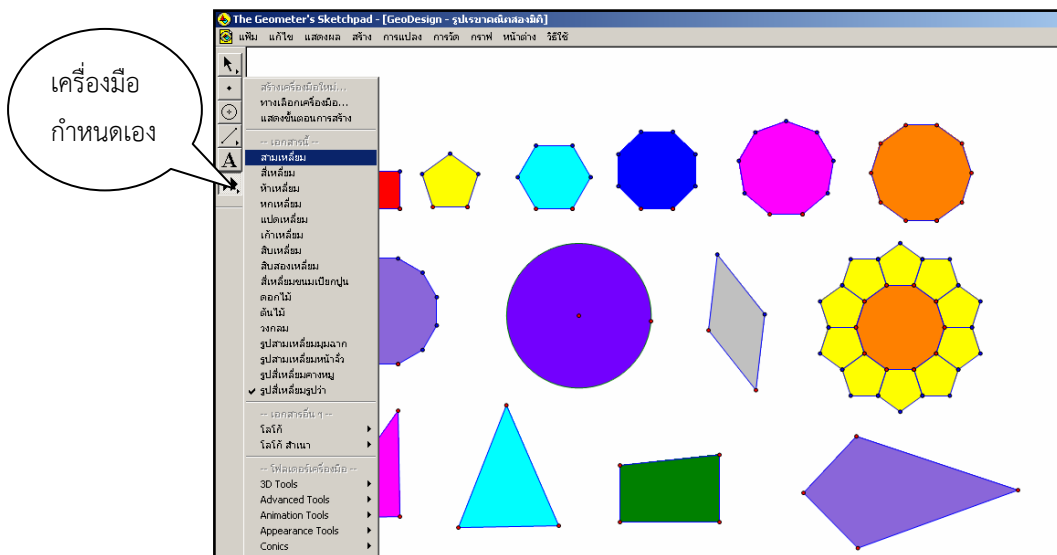 The Geometer's Sketchpad - [GeoDesign - รูปเรขาคณิตสองมิติ]
แฟ้ม แก้ไข แสดงผล สร้าง การแปลง การวัด กราฟ หน้าต่าง วิธีใช้
เครื่องมือ
กำหนดเอง
A
สร้างเครื่องมือใหม่...
ทางเลือกเครื่องมือ...
แสดงขั้นตอนการสร้าง
-- เอกสารนี้ --
สามเหลี่ยม
สี่เหลี่ยม
ห้าเหลี่ยม
หกเหลี่ยม
แปดเหลี่ยม
เก้าเหลี่ยม
สิบเหลี่ยม
สิบสองเหลี่ยม
สี่เหลี่ยมขนมเปียกปูน
ดอกไม้
ต้นไม้
วงกลม
รูปสามเหลี่ยมมุมฉาก
รูปสามเหลี่ยมหน้าจั่ว
รูปสี่เหลี่ยมคางหมู
รูปสี่เหลี่ยมรูปว่าว
-- เอกสารอื่น ๆ --
โลโก้
โลโก้ สำเนา
-- โฟลเดอร์เครื่องมือ --
3D Tools
Advanced Tools
Animation Tools
Appearance Tools
Conics